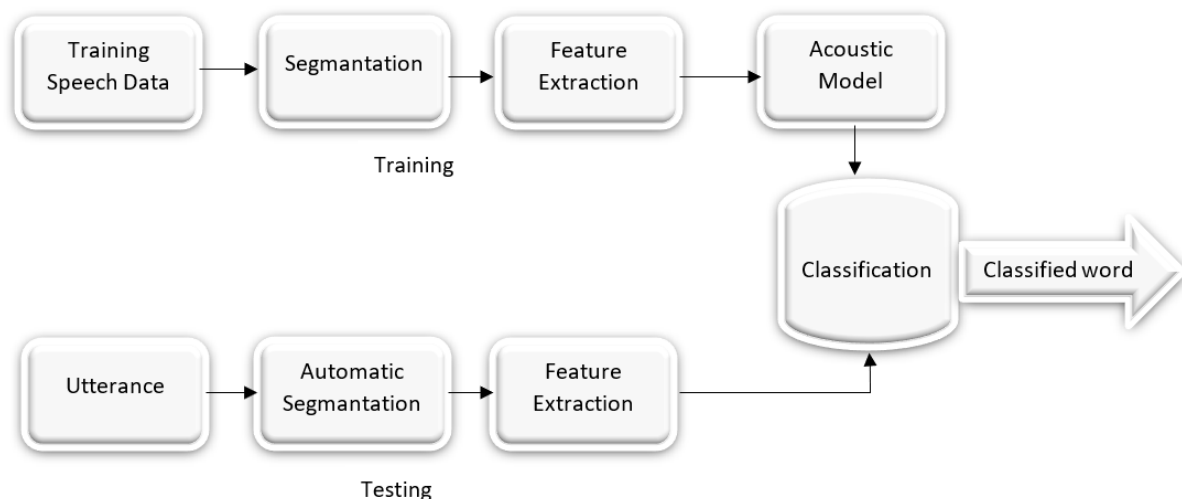 Training
Speech Data
Segmantation
Feature
Extraction
Acoustic
Model
Training
Classification
Classified word
Utterance
Automatic
Segmantation
Feature
Extraction
Testing